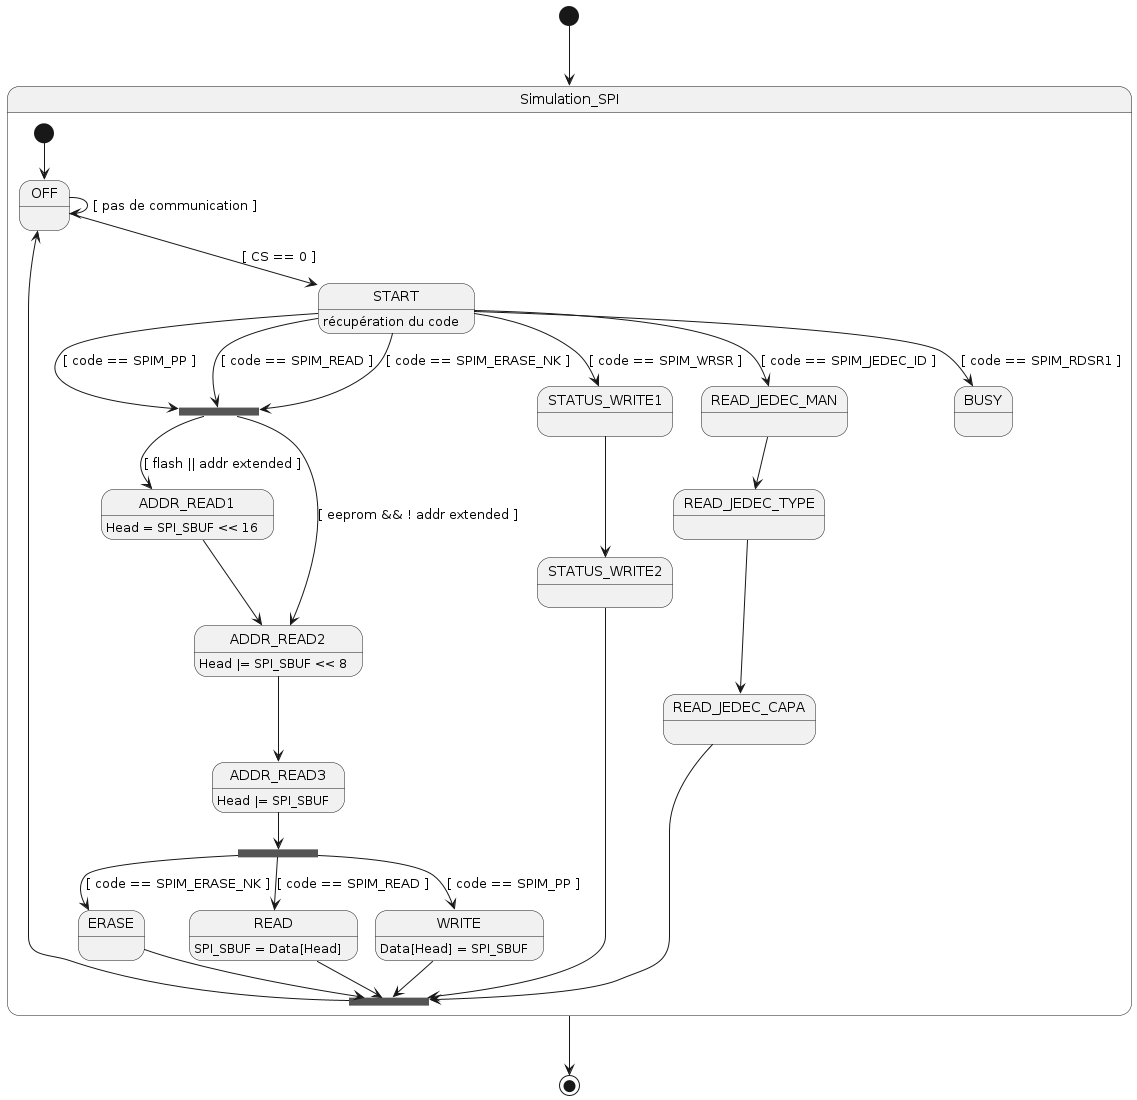 Simulation_SPI
OFF
[ pas de communication ]
[ CS == 0 ]
START
récupération du code
[ code == SPIM_PP ]
[ code == SPIM_READ ]
[ code == SPIM_ERASE_NK ]
[ code == SPIM_WRSR ]
[ code == SPIM_JEDEC_ID ]
[ code == SPIM_RDSR1 ]
STATUS_WRITE1
READ_JEDEC_MAN
BUSY
[ flash || addr extended ]
ADDR_READ1
Head = SPI_SBUF << 16
[ eeprom && ! addr extended ]
READ_JEDEC_TYPE
STATUS_WRITE2
ADDR_READ2
Head |= SPI_SBUF << 8
READ_JEDEC_CAPA
ADDR_READ3
Head |= SPI_SBUF
[ code == SPIM_ERASE_NK ]
[ code == SPIM_READ ]
[ code == SPIM_PP ]
ERASE
READ
SPI_SBUF = Data[Head]
WRITE
Data[Head] = SPI_SBUF